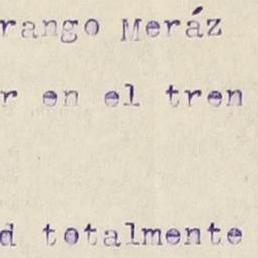 rango Meráz
r en el tren
d totalmente